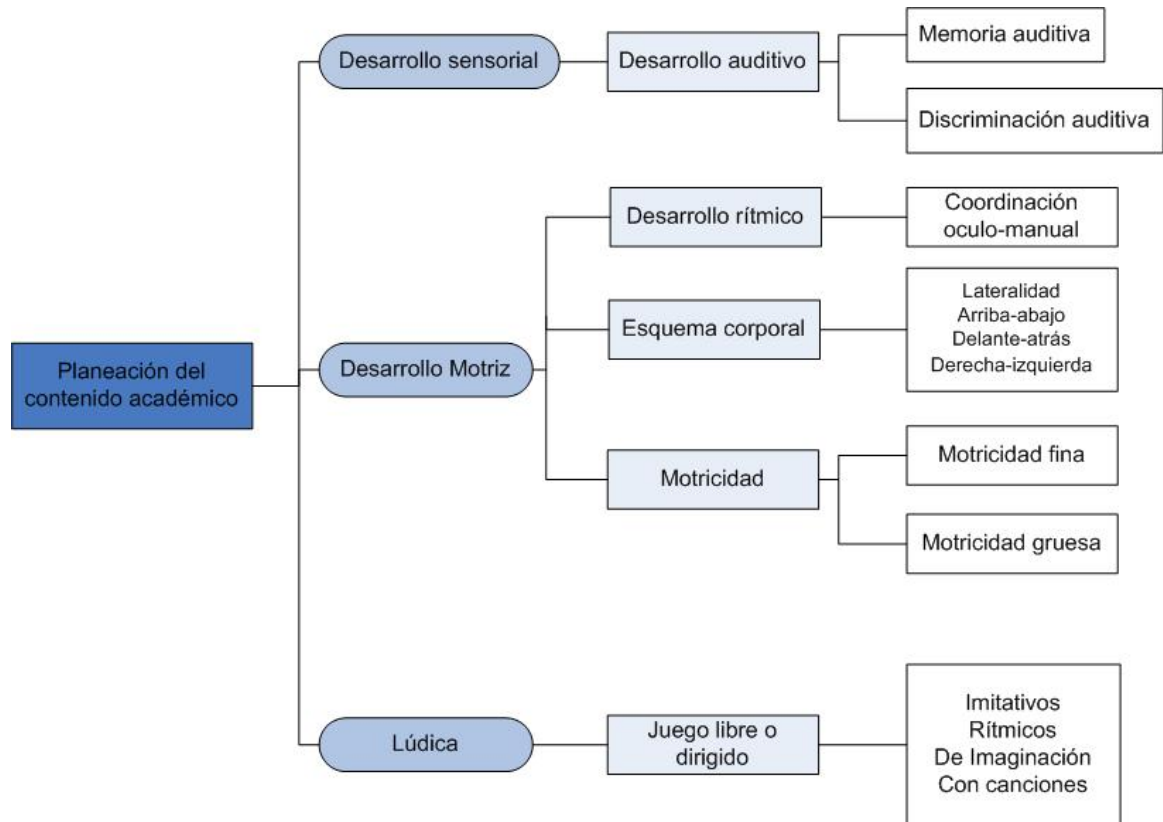 Planeación del
contenido académico
Desarrollo sensorial
Desarrollo auditivo
Memoria auditiva
Discriminación auditiva
Desarrollo Motriz
Desarrollo rítmico
Coordinación
oculo-manual
Esquema corporal
Lateralidad
Arriba-abajo
Delante-atrás
Derecha-izquierda
Motricidad
Motricidad fina
Motricidad gruesa
Lúdica
Juego libre o
dirigido
Imitativos
Rítmicos
De Imaginación
Con canciones